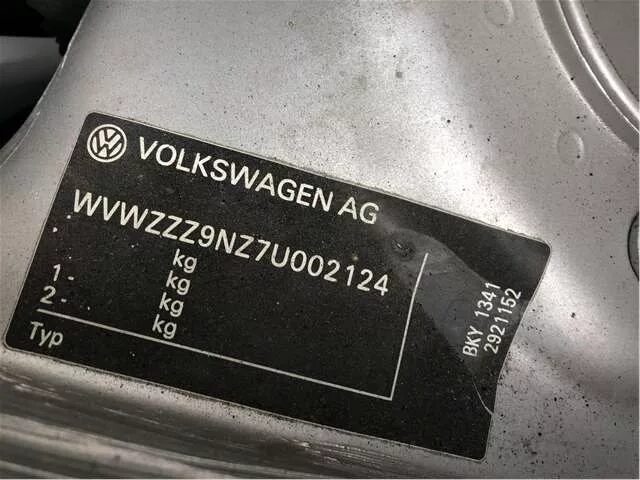 VOLKSWAGEN AG
WVWZZZ9NZ7U002124
. kg
1 - kg
2 - kg
kg
Typ
BKY 1341
2921152